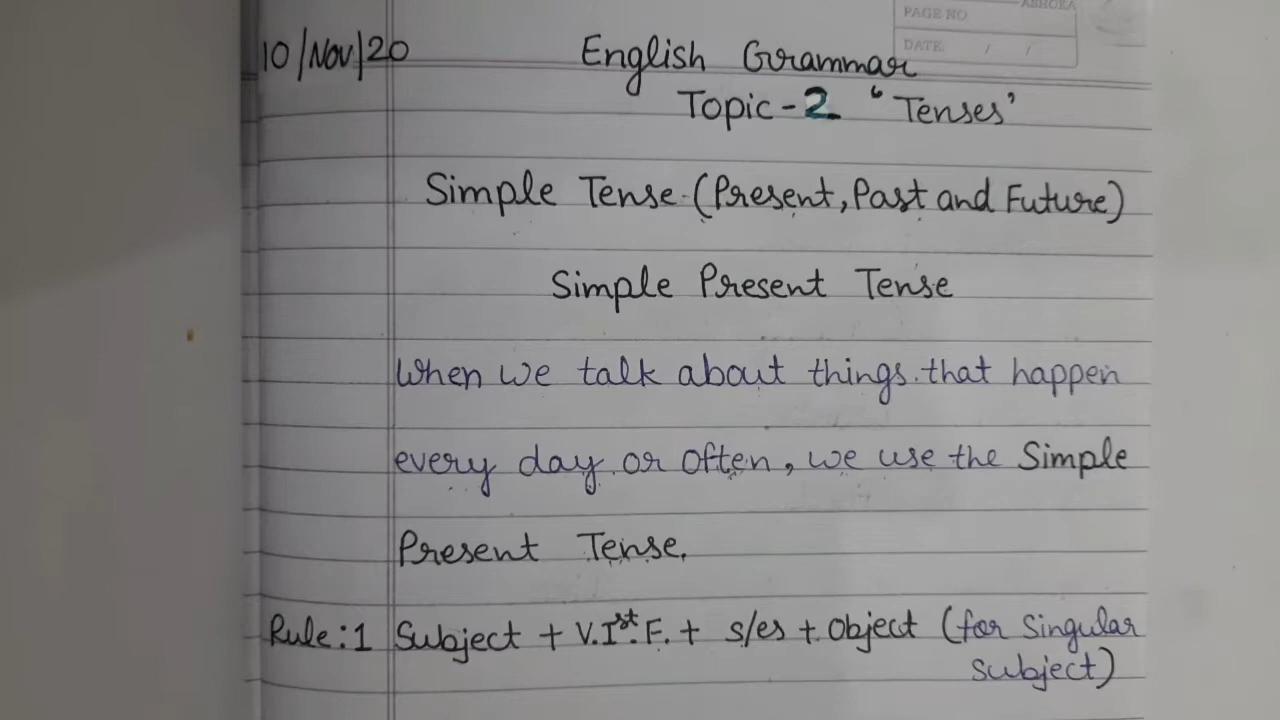 ASHOKA
PAGE NO
DATE: / /
10/Nov/20
English Grammar
Topic-2 "Tenses'
Simple Tense (Present, Past and Future)
Simple Present Tense
When we talk about things that happen
every day or often, we use the Simple
Present Tense.
Rule:1 Subject + V.Ist.F. + s/es + Object (for Singular
subject)